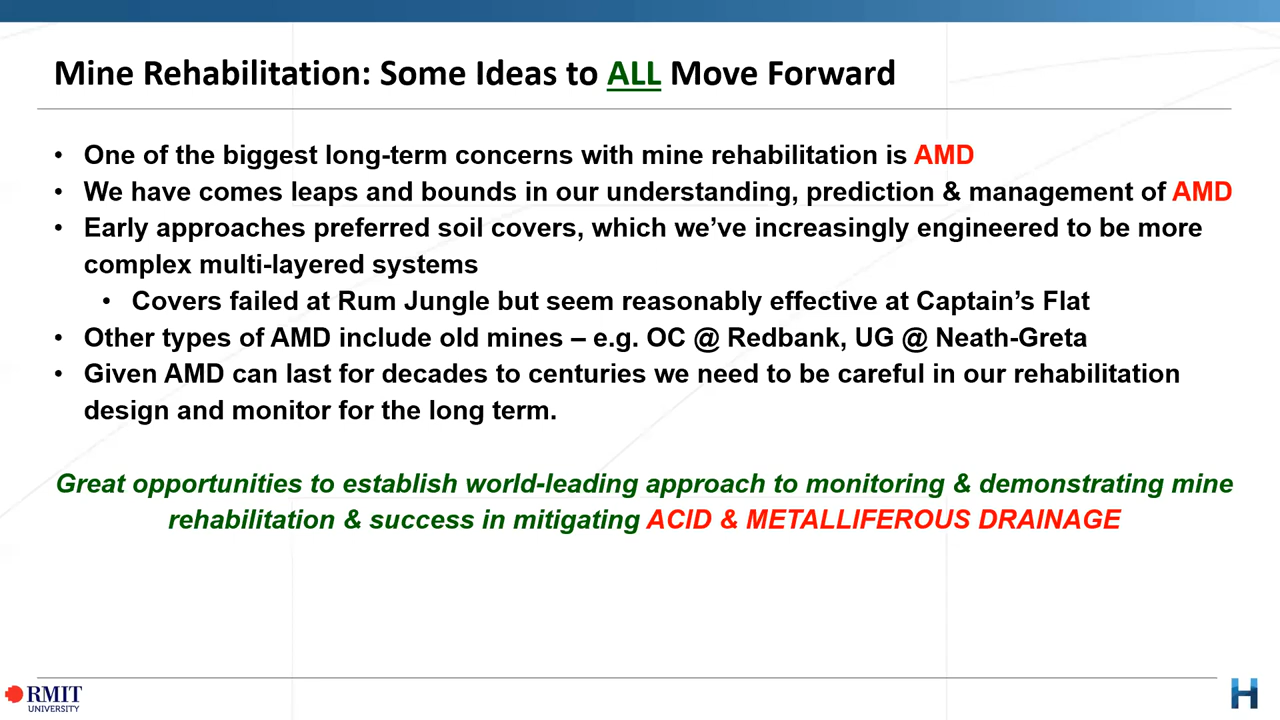 Mine Rehabilitation: Some Ideas to ALL Move Forward
• One of the biggest long-term concerns with mine rehabilitation is AMD
• We have comes leaps and bounds in our understanding, prediction & management of AMD
• Early approaches preferred soil covers, which we’ve increasingly engineered to be more
complex multi-layered systems
• Covers failed at Rum Jungle but seem reasonably effective at Captain’s Flat
• Other types of AMD include old mines – e.g. OC @ Redbank, UG @ Neath-Greta
• Given AMD can last for decades to centuries we need to be careful in our rehabilitation
design and monitor for the long term.
Great opportunities to establish world-leading approach to monitoring & demonstrating mine
rehabilitation & success in mitigating ACID & METALLIFEROUS DRAINAGE
RMIT
UNIVERSITY
H